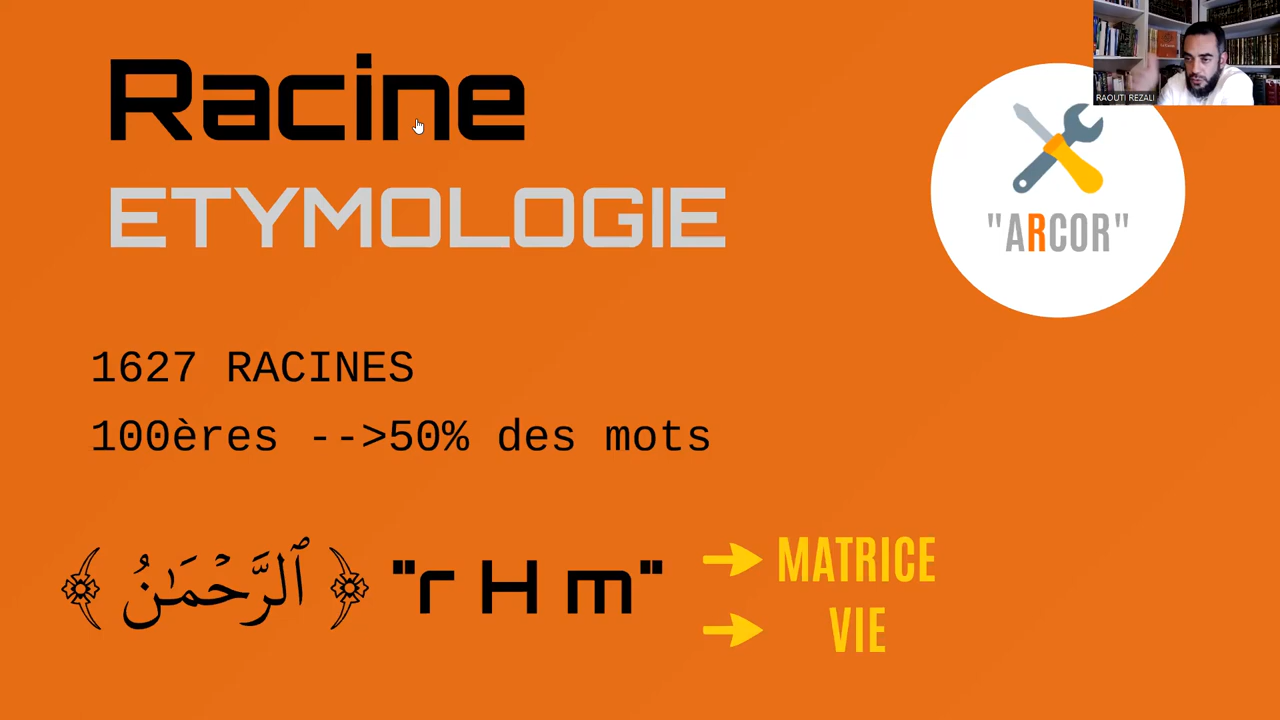 Racine
ETYMOLOGIE
RAOUTI REZALI
"ARCOR"
1627 RACINES
100ères -->50% des mots
﴿ ٱلرَّحْمَـٰنُ ﴾ "r H m"
MATRICE
VIE